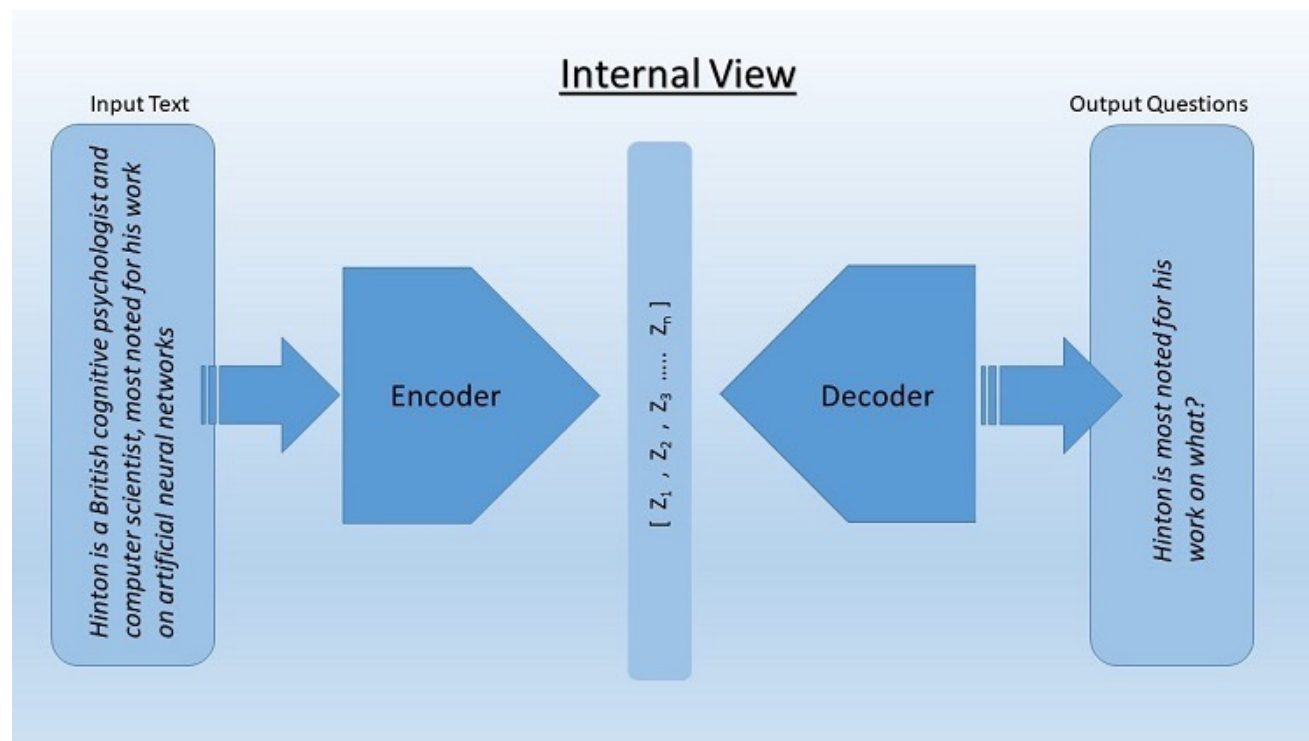 Internal View
Input Text
Output Questions
Hinton is a British cognitive psychologist and
computer scientist, most noted for his work
on artificial neural networks
Encoder
[ Z1 , Z2 , Z3 ..... Zn ]
Decoder
Hinton is most noted for his
work on what?